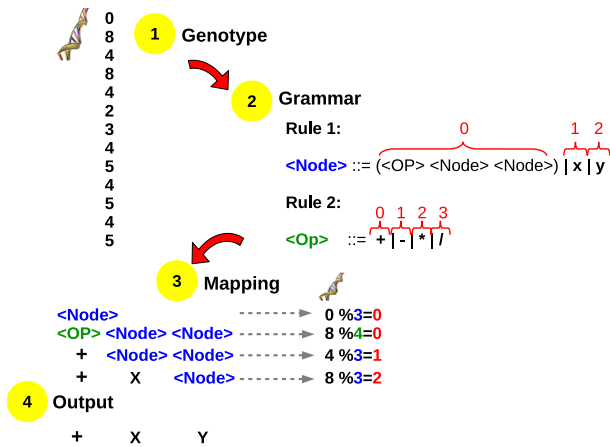 0
8
4
8
4
2
3
4
5
4
5
4
5
1 Genotype
2 Grammar
Rule 1:
0 1 2
<Node> ::= (<OP> <Node> <Node>) | x | y
Rule 2:
0 1 2 3
<Op> ::= + | - | * | /
3 Mapping
<Node> 0 %3=0
<OP> <Node> <Node> 8 %4=0
+ <Node> <Node> 4 %3=1
+ X <Node> 8 %3=2
4 Output
+ X Y